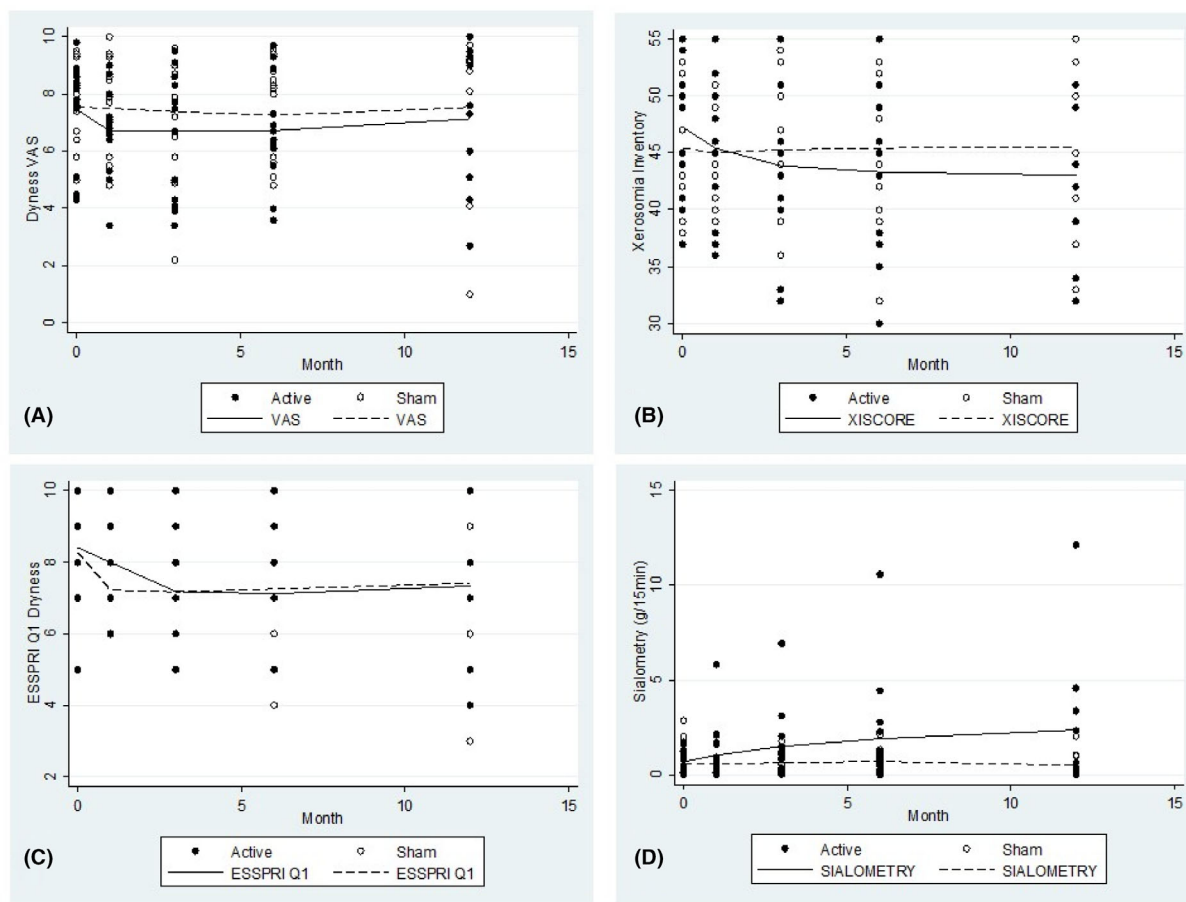 Dyness VAS
10
8
6
4
2
0
0 5 10 15
Month
Active Sham
VAS VAS
(A)
Xerosomia Inventory
55
50
45
40
35
30
0 5 10 15
Month
Active Sham
XISCORE XISCORE
(B)
ESSPRI Q1 Dryness
10
8
6
4
2
0 5 10 15
Month
Active Sham
ESSPRI Q1 ESSPRI Q1
(C)
Sialometry (g/15min)
15
10
5
0
0 5 10 15
Month
Active Sham
SIALOMETRY SIALOMETRY
(D)